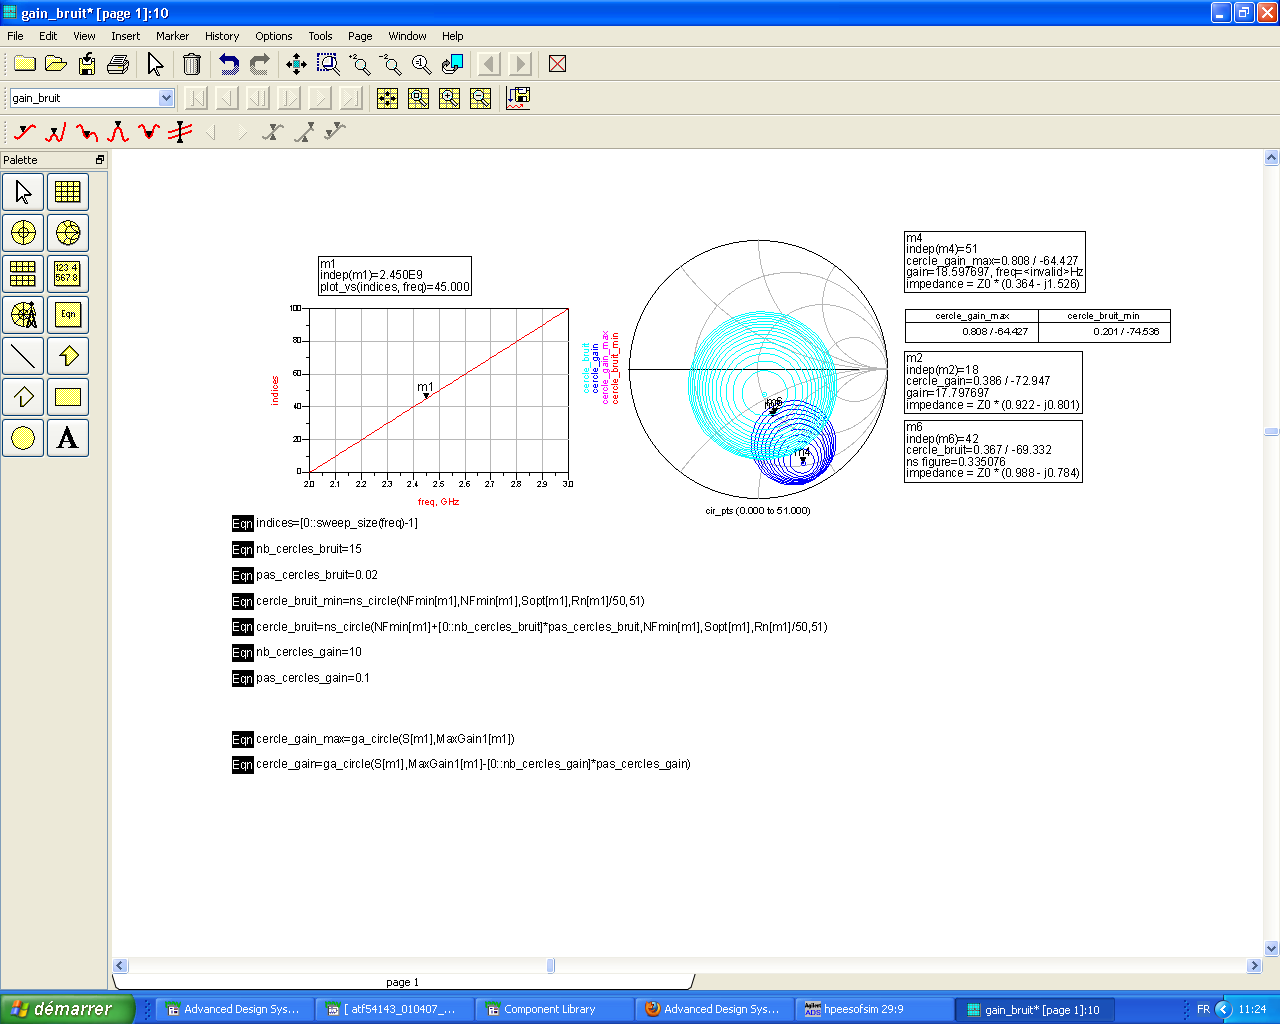 gain_bruit* [page 1]:10
File Edit View Insert Marker History Options Tools Page Window Help
gain_bruit
Palette
1 2 3 4
5 6 7 8
Eqn
A
m1
indep(m1)=2.450E9
plot_vs(indices, freq)=45.000
100
80
60
40
20
0
indices
m1
2.0 2.1 2.2 2.3 2.4 2.5 2.6 2.7 2.8 2.9 3.0
freq, GHz
cercle_bruit
cercle_gain
cercle_gain_max
cercle_bruit_min
m6
m4
cir_pts (0.000 to 51.000)
m4
indep(m4)=51
cercle_gain_max=0.808 / -64.427
gain=18.597697, freq=<invalid>Hz
impedance = Z0 * (0.364 - j1.526)
cercle_gain_max cercle_bruit_min
0.808 / -64.427 0.201 / -74.536
m2
indep(m2)=18
cercle_gain=0.386 / -72.947
gain=17.797697
impedance = Z0 * (0.922 - j0.801)
m6
indep(m6)=42
cercle_bruit=0.367 / -69.332
ns figure=0.335076
impedance = Z0 * (0.988 - j0.784)
Eqn indices=[0::sweep_size(freq)-1]
Eqn nb_cercles_bruit=15
Eqn pas_cercles_bruit=0.02
Eqn cercle_bruit_min=ns_circle(NFmin[m1],NFmin[m1],Sopt[m1],Rn[m1]/50,51)
Eqn cercle_bruit=ns_circle(NFmin[m1]+[0::nb_cercles_bruit]*pas_cercles_bruit,NFmin[m1],Sopt[m1],Rn[m1]/50,51)
Eqn nb_cercles_gain=10
Eqn pas_cercles_gain=0.1
Eqn cercle_gain_max=ga_circle(S[m1],MaxGain1[m1])
Eqn cercle_gain=ga_circle(S[m1],MaxGain1[m1]-[0::nb_cercles_gain]*pas_cercles_gain)
page 1
démarrer Advanced Design Sys... [ atf54143_010407_... Component Library Advanced Design Sys... hpeesofsim 29:9 gain_bruit* [page 1]:10 FR 11:24